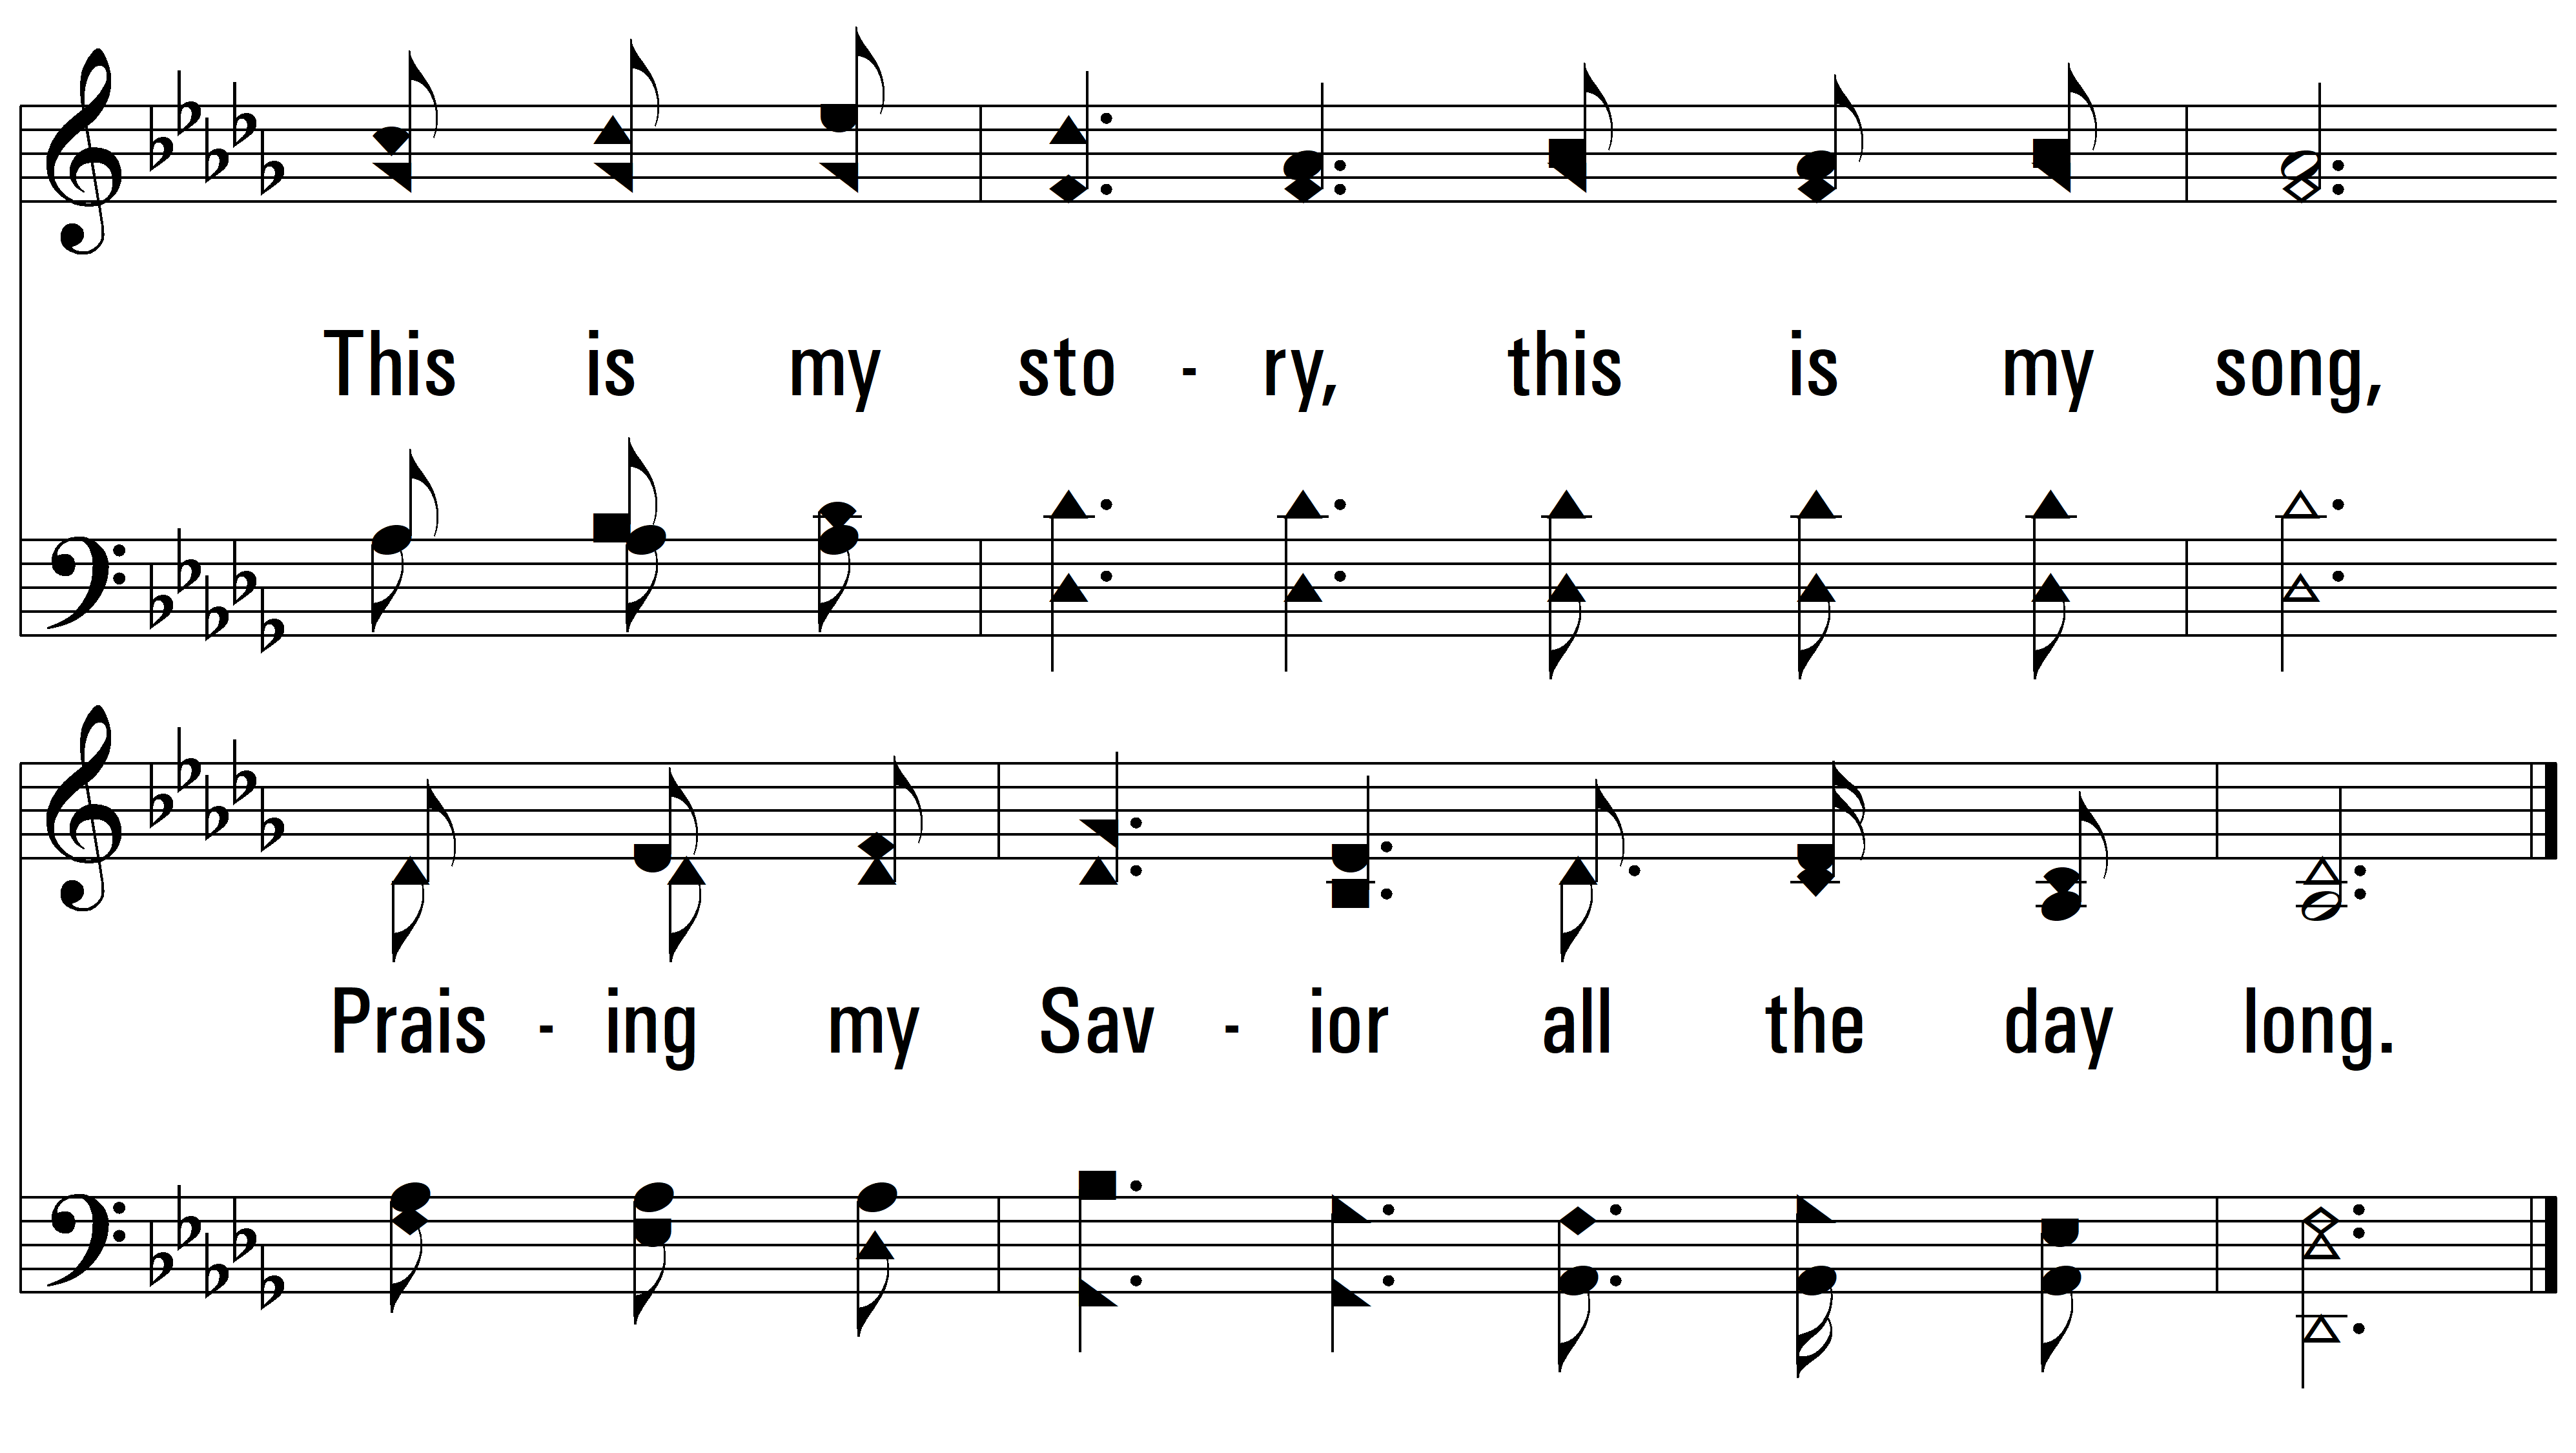 This is my sto - ry, this is my song,
Prais - ing my Sav - ior all the day long.